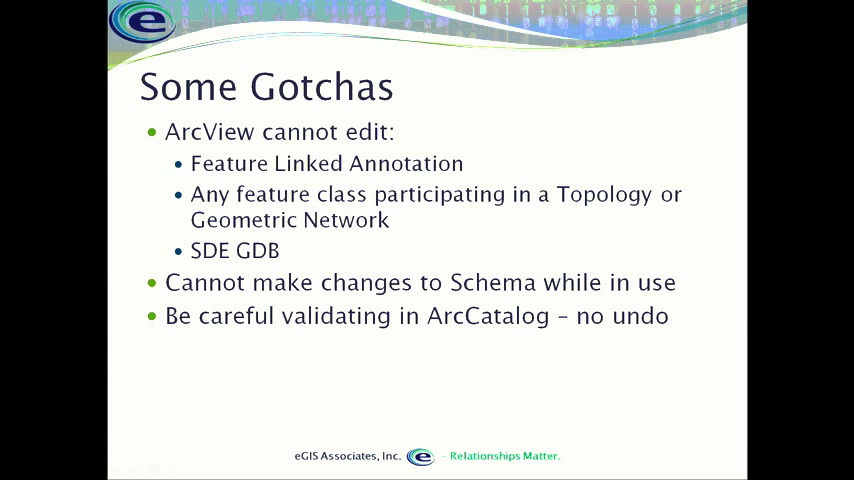 e
Some Gotchas
• ArcView cannot edit:
• Feature Linked Annotation
• Any feature class participating in a Topology or
Geometric Network
• SDE GDB
• Cannot make changes to Schema while in use
• Be careful validating in ArcCatalog – no undo
eGIS Associates, Inc. e - Relationships Matter.